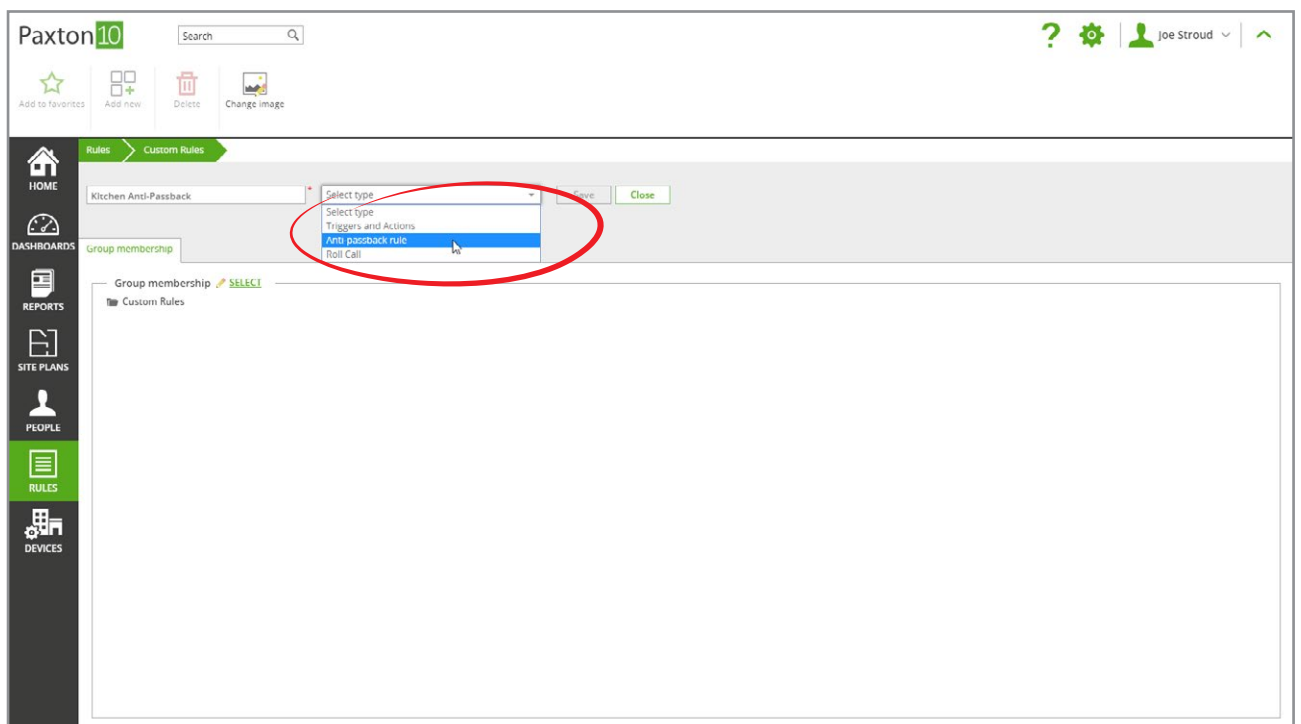 Paxton 10
Search
? Joe Stroud
Add to favorites
Add new
Delete
Change image
Rules
Custom Rules
HOME
Kitchen Anti-Passback *
Select type
Save
Close
Select type
Triggers and Actions
Anti passback rule
Roll Call
DASHBOARDS
Group membership
Group membership SELECT
Custom Rules
REPORTS
SITE PLANS
PEOPLE
RULES
DEVICES